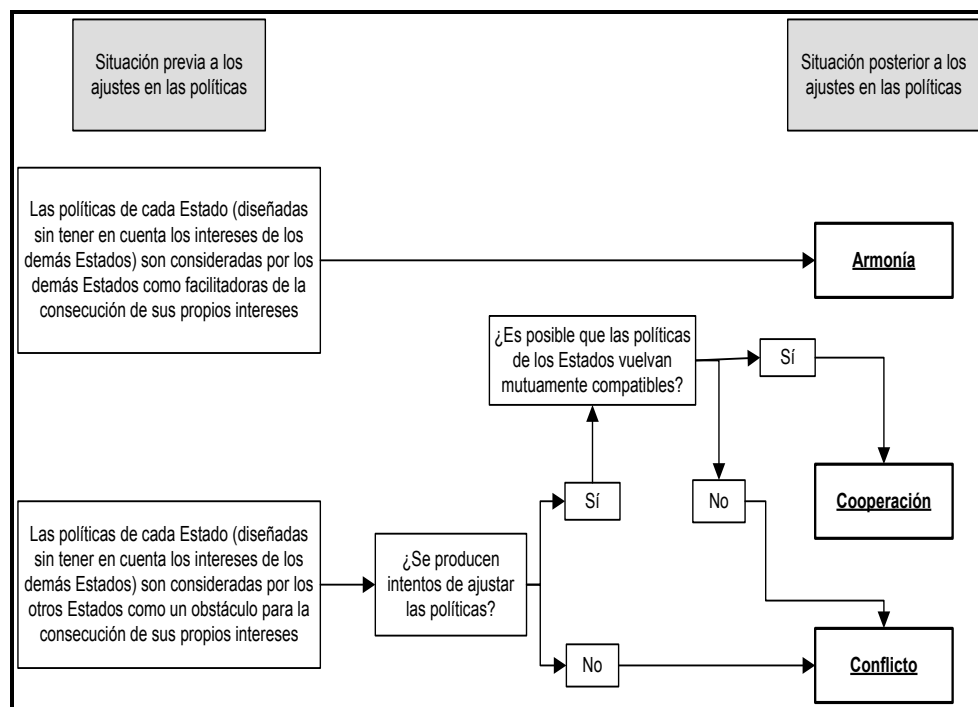 Situación previa a los
ajustes en las políticas
Situación posterior a los
ajustes en las políticas
Las políticas de cada Estado (diseñadas
sin tener en cuenta los intereses de los
demás Estados) son consideradas por los
demás Estados como facilitadoras de la
consecución de sus propios intereses
Armonía
¿Es posible que las políticas
de los Estados vuelvan
mutuamente compatibles?
Sí
Sí
No
Cooperación
Las políticas de cada Estado (diseñadas
sin tener en cuenta los intereses de los
demás Estados) son consideradas por los
otros Estados como un obstáculo para la
consecución de sus propios intereses
¿Se producen
intentos de ajustar
las políticas?
No
Conflicto